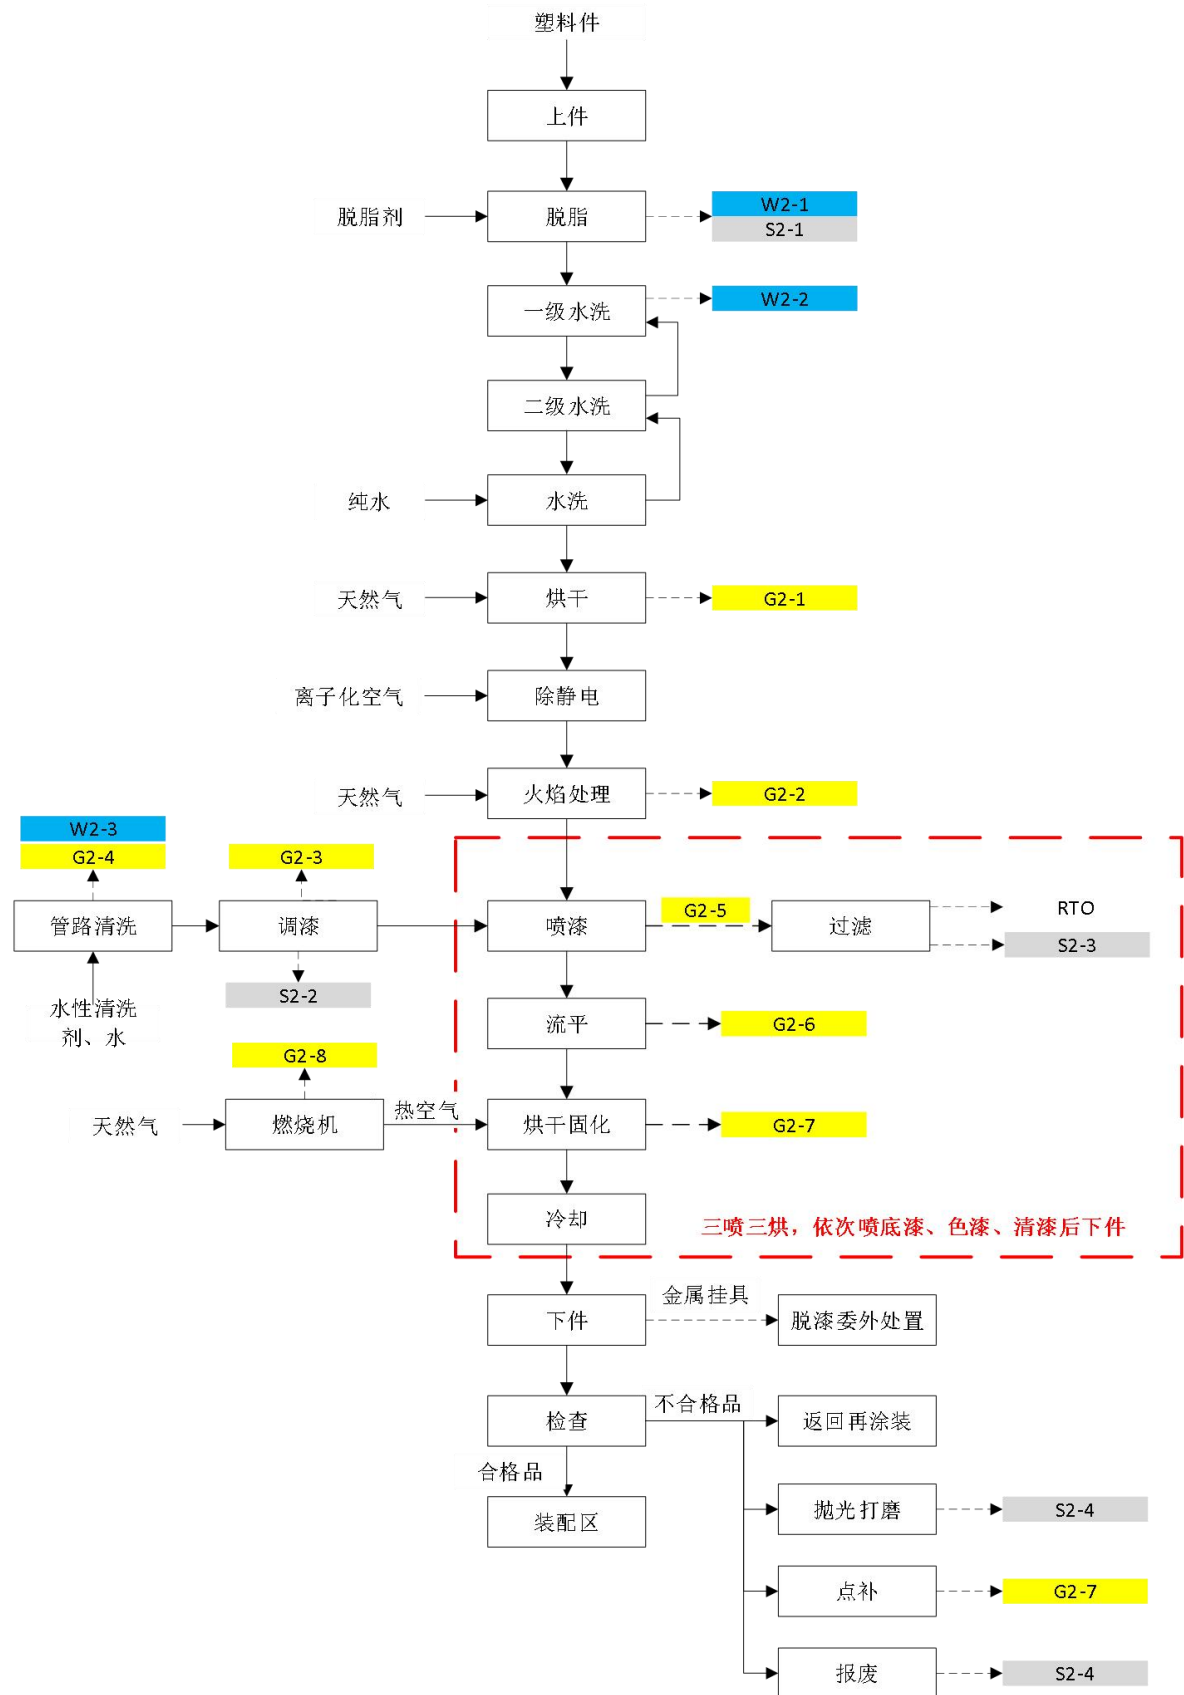 塑料件
上件
脱脂剂
脱脂
W2-1
S2-1
一级水洗
W2-2
二级水洗
纯水
水洗
天然气
烘干
G2-1
离子化空气
除静电
天然气
火焰处理
G2-2
W2-3
G2-4
G2-3
管路清洗
调漆
喷漆
G2-5
过滤
RTO
S2-3
S2-2
水性清洗
剂、水
流平
G2-6
G2-8
天然气
燃烧机
热空气
烘干固化
G2-7
冷却
三喷三烘，依次喷底漆、色漆、清漆后下件
下件
金属挂具
脱漆委外处置
检查
不合格品
返回再涂装
合格品
装配区
抛光打磨
S2-4
点补
G2-7
报废
S2-4